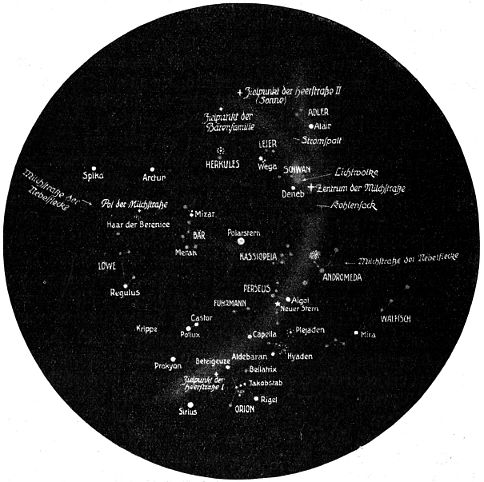 Zielpunkt der Heerstraße II
(Sonne)
Zielpunkt der
Bärenfamilie
ADLER
Atair
Stromspalt
LEIER
HERKULES
Wega
SCHWAN
Lichtwolke
Deneb
Zentrum der Milchstraße
Kohlensack
Spika
Arctur
Milchstraße der
Nebelflecke
Pol der Milchstraße
Haar der Berenice
Mizar
BÄR
Merak
Polarstern
KASSIOPEIA
Milchstraße der Nebelflecke
ANDROMEDA
LÖWE
Regulus
PERSEUS
Algol
Neuer Stern
FUHRMANN
WALFISCH
Castor
Krippe
Pollux
Capella
Plejaden
Mira
Prokyon
Beteigeuze
Aldebaran
Hyaden
Bellatrix
Zielpunkt der
Heerstraße I
Jakobstab
Sirius
ORION
Rigel